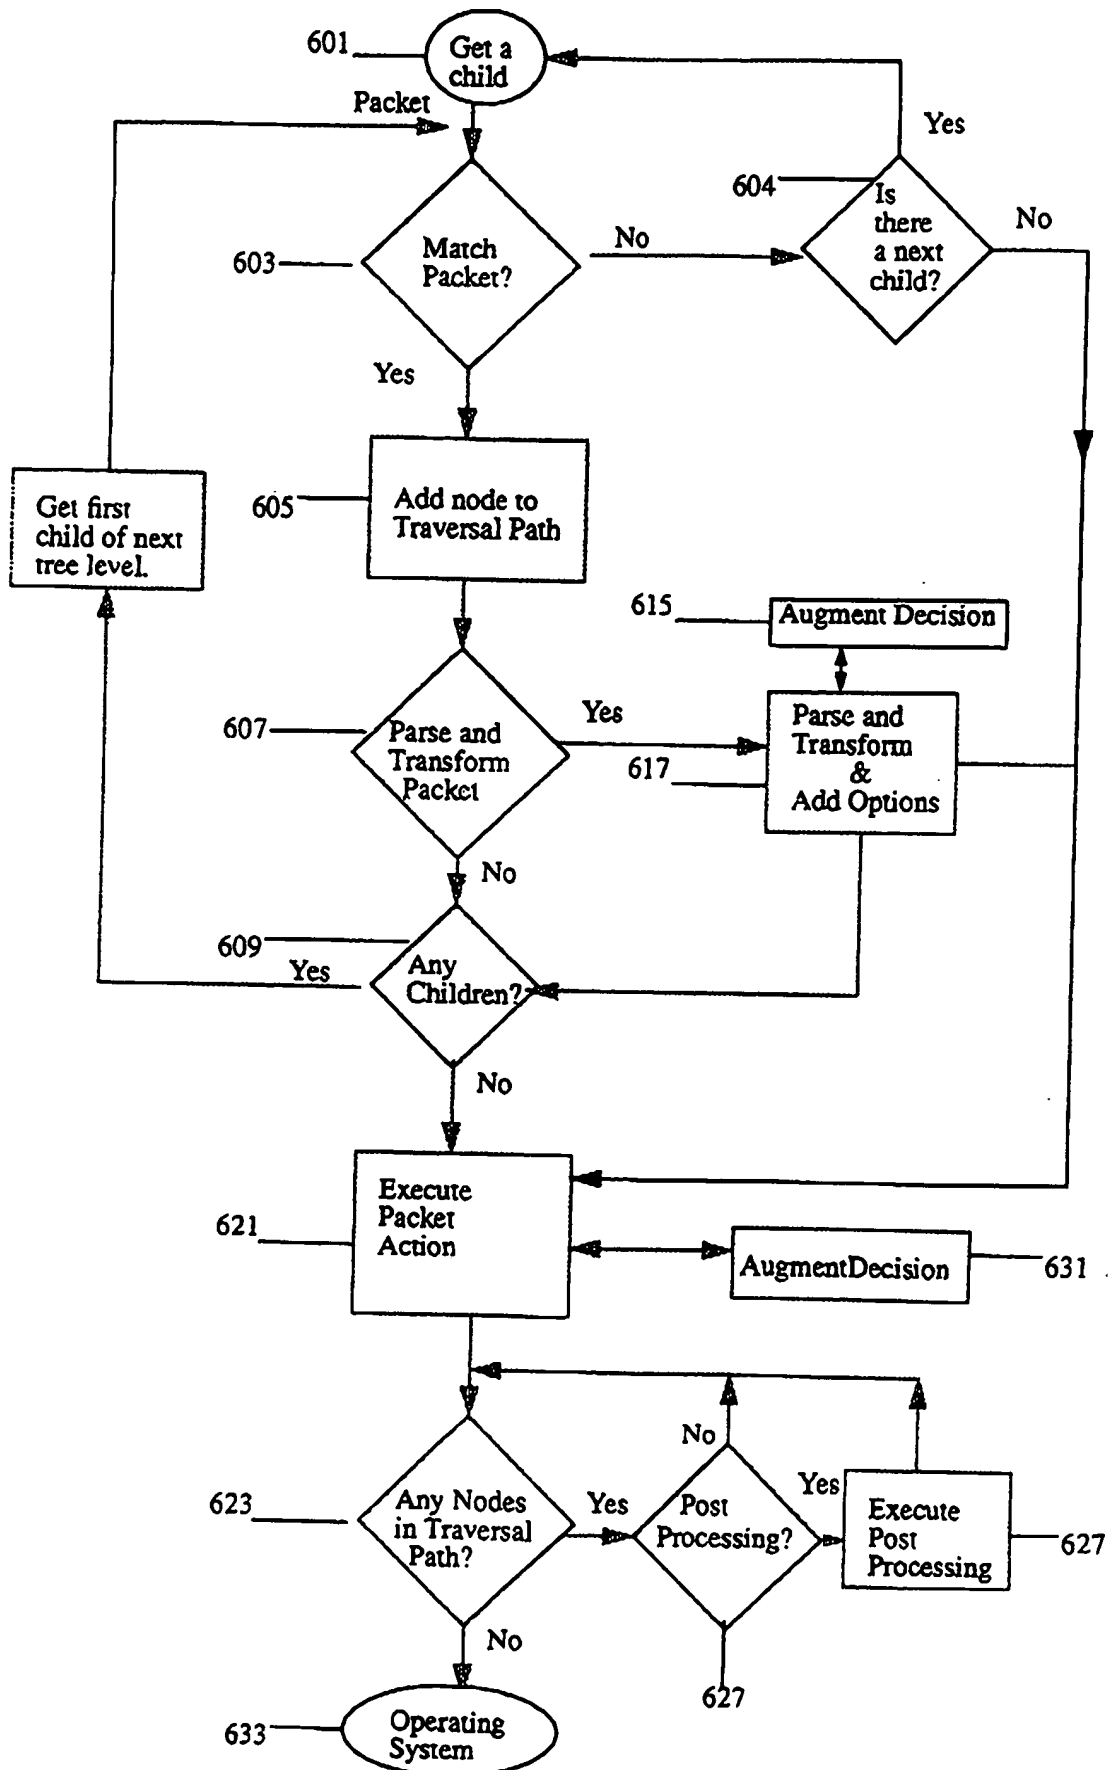 601
Get a
child
Packet
Yes
604
Is
there
a next
child?
No
603
Match
Packet?
No
Yes
Get first
child of next
tree level.
605
Add node to
Traversal Path
615
Augment Decision
607
Parse and
Transform
Packet
Yes
617
Parse and
Transform
&
Add Options
No
609
Yes
Any
Children?
No
621
Execute
Packet
Action
AugmentDecision
631
623
Any Nodes
in Traversal
Path?
Yes
No
Post
Processing?
Yes
Execute
Post
Processing
627
627
No
633
Operating
System